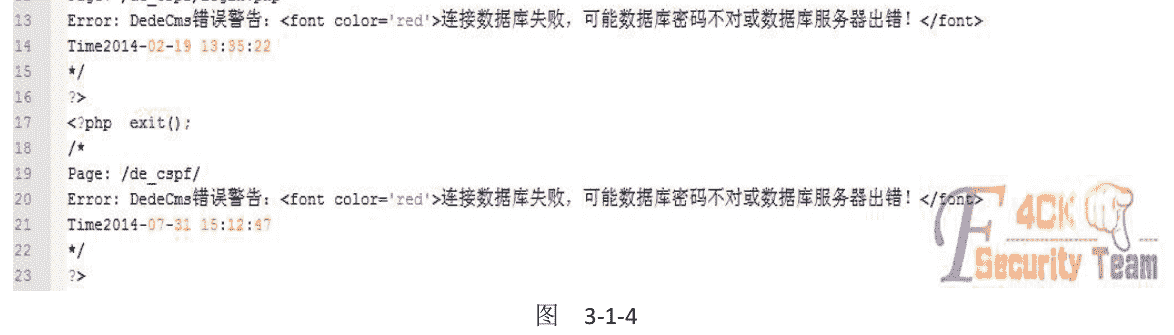 13 Error: DedeCms错误警告：<font color='red'>连接数据库失败，可能数据库密码不对或数据库服务器出错！</font>
14 Time2014-02-19 13:35:22
15 */
16 ?>
17 <?php exit();
18 /*
19 Page: /de_cspf/
20 Error: DedeCms错误警告：<font color='red'>连接数据库失败，可能数据库密码不对或数据库服务器出错！</font>
21 Time2014-07-31 15:12:47
22 */
23 ?>
F4CK
Security Team
图 3-1-4